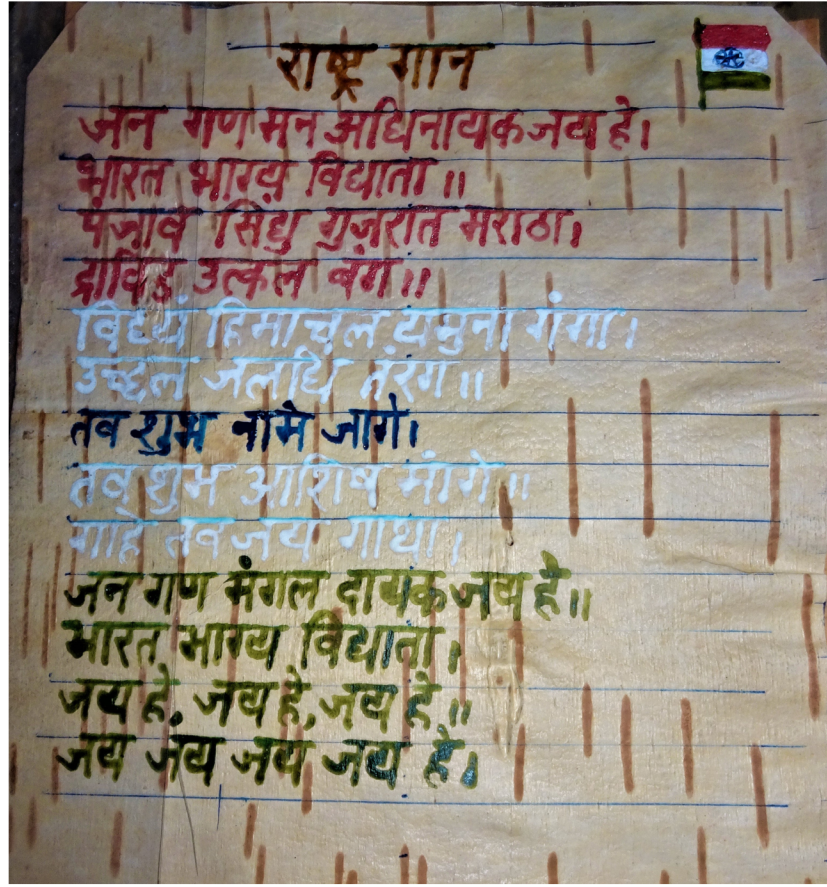 राष्ट्र गान
जन गण मन अधिनायक जय हे।
भारत भाग्य विधाता॥
पंजाब सिंधु गुजरात मराठा।
द्राविड़ उत्कल बंग॥
विंध्य हिमाचल यमुना गंगा।
उच्छल जलधि तंरग॥
तव शुभ नामे जागे।
तव शुभ आशिष मांगे॥
गाहे तव जय गाथा।
जन गण मंगल दायक जय हे॥
भारत भाग्य विधाता।
जय हे, जय हे, जय हे॥
जय जय जय जय हे।